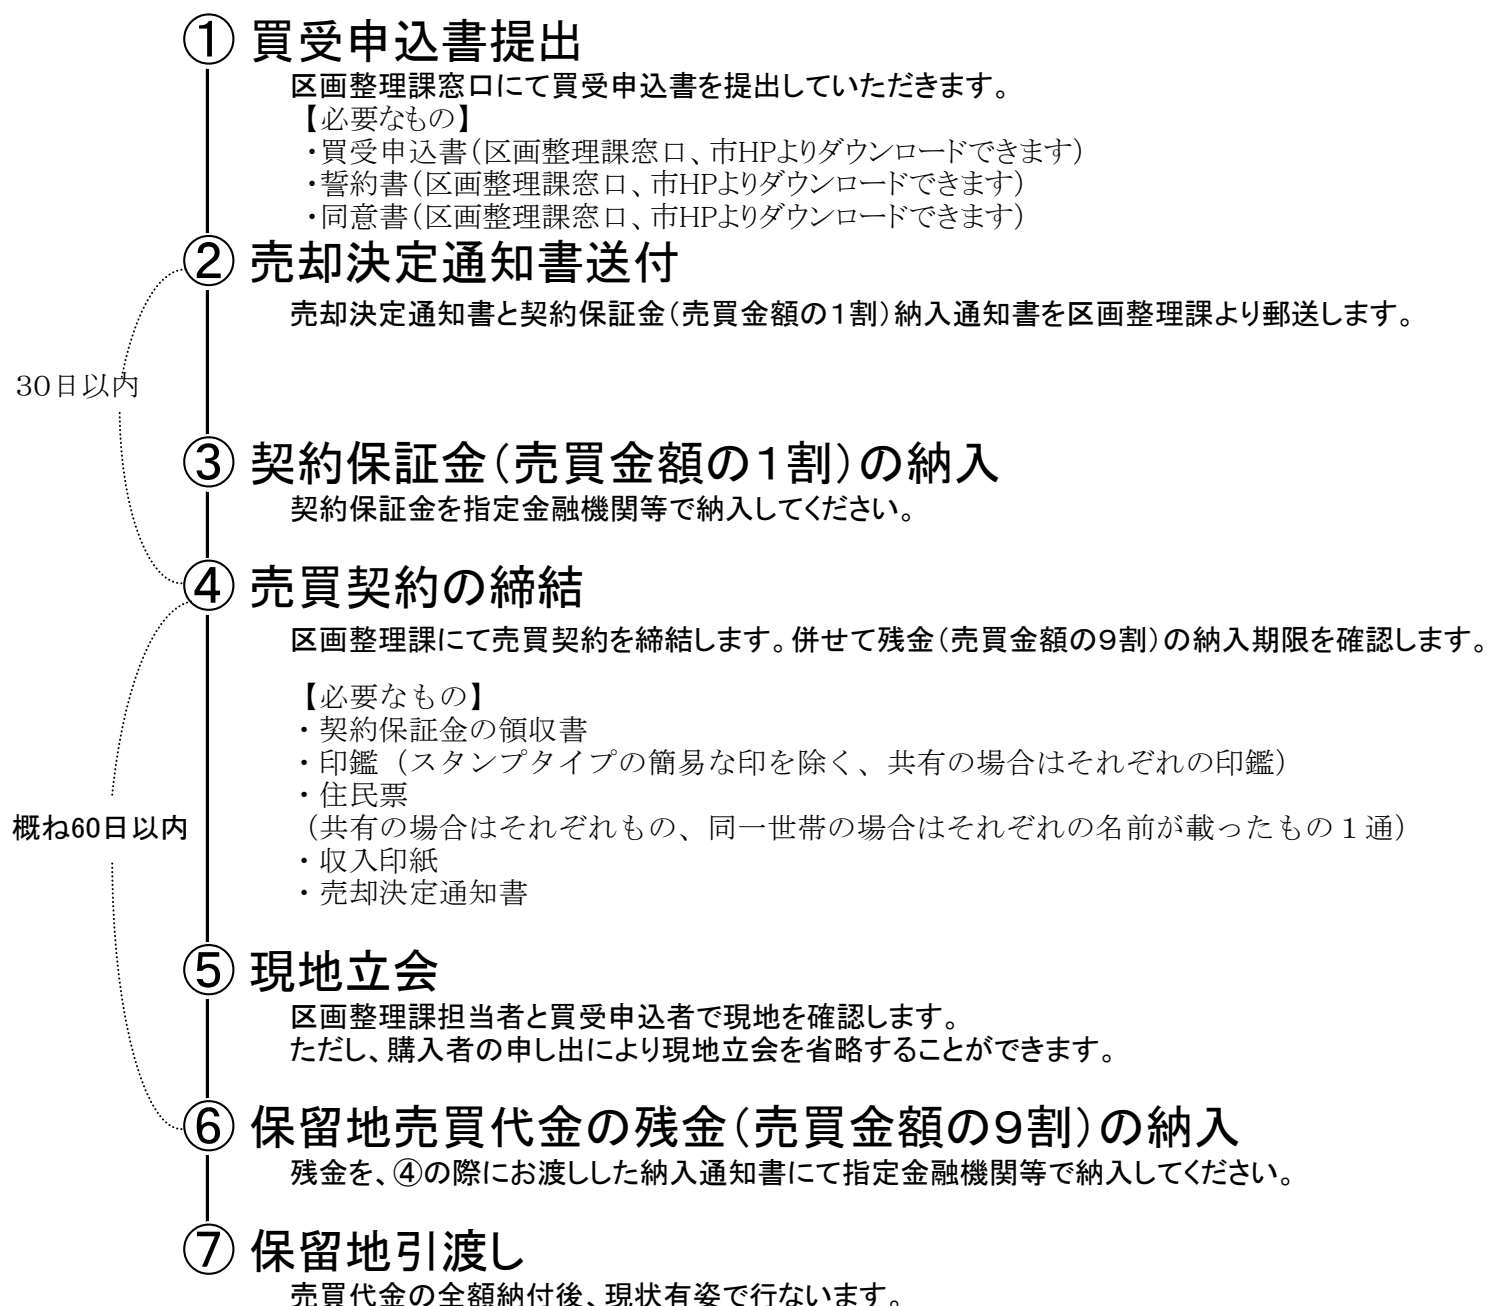 ① 買受申込書提出
区画整理課窓口にて買受申込書を提出していただきます。
【必要なもの】
・買受申込書(区画整理課窓口、市HPよりダウンロードできます)
・誓約書(区画整理課窓口、市HPよりダウンロードできます)
・同意書(区画整理課窓口、市HPよりダウンロードできます)
② 売却決定通知書送付
売却決定通知書と契約保証金(売買金額の1割)納入通知書を区画整理課より郵送します。
30日以内
③ 契約保証金(売買金額の1割)の納入
契約保証金を指定金融機関等で納入してください。
④ 売買契約の締結
区画整理課にて売買契約を締結します。併せて残金(売買金額の9割)の納入期限を確認します。
【必要なもの】
・契約保証金の領収書
・印鑑(スタンプタイプの簡易な印を除く、共有の場合はそれぞれの印鑑)
・住民票
(共有の場合はそれぞれもの、同一世帯の場合はそれぞれの名前が載ったもの1通)
・収入印紙
・売却決定通知書
概ね60日以内
⑤ 現地立会
区画整理課担当者と買受申込者で現地を確認します。
ただし、購入者の申し出により現地立会を省略することができます。
⑥ 保留地売買代金の残金(売買金額の9割)の納入
残金を、④の際にお渡しした納入通知書にて指定金融機関等で納入してください。
⑦ 保留地引渡し
売買代金の全額納付後、現状有姿で行ないます。